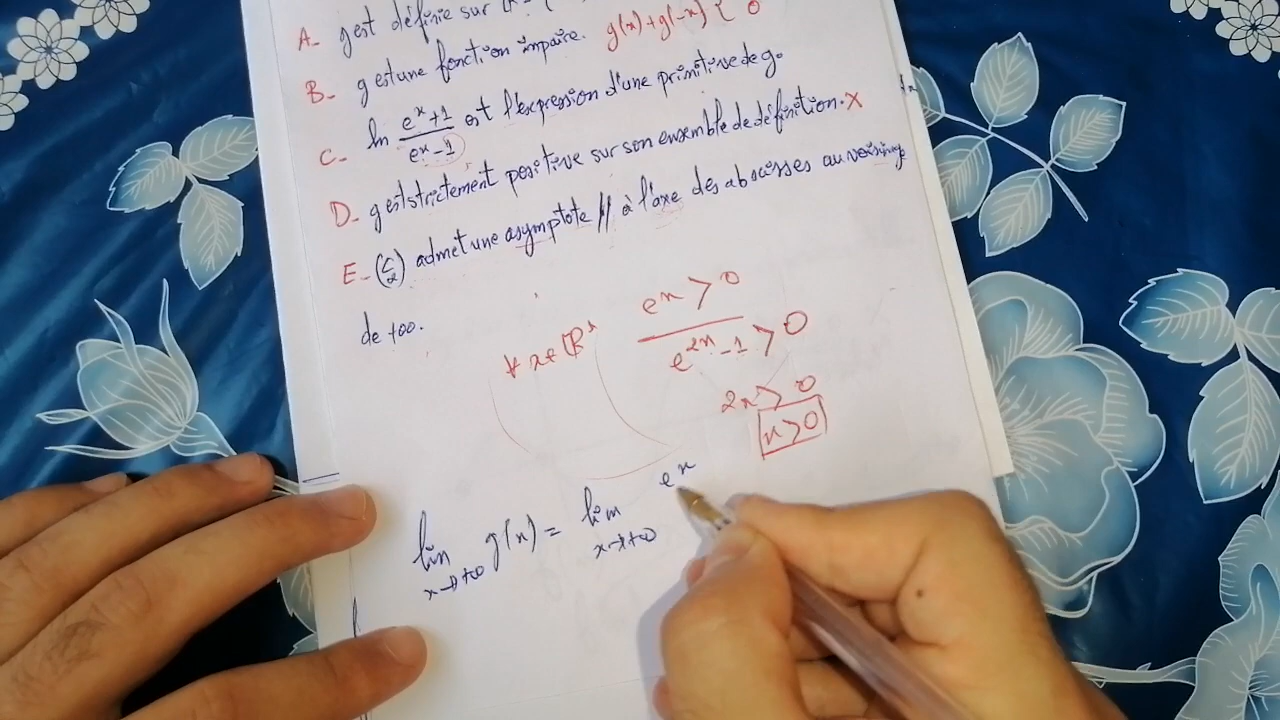 A- g est définie sur
B- g est une fonction impaire. g(x)+g(-x) { 0
C- ln (e^x+1)/(e^x-1) est l'expression d'une primitive de g.
D- g est strictement positive sur son ensemble de définition. X
E- admet une asymptote // à l'axe des abscisses au voisinage
de +∞.
e^x > 0
∀ x ∈ ℝ*
e^2x - 1 > 0
2x > 0
x > 0
lim x→+∞ g(x) = lim x→+∞ e^x